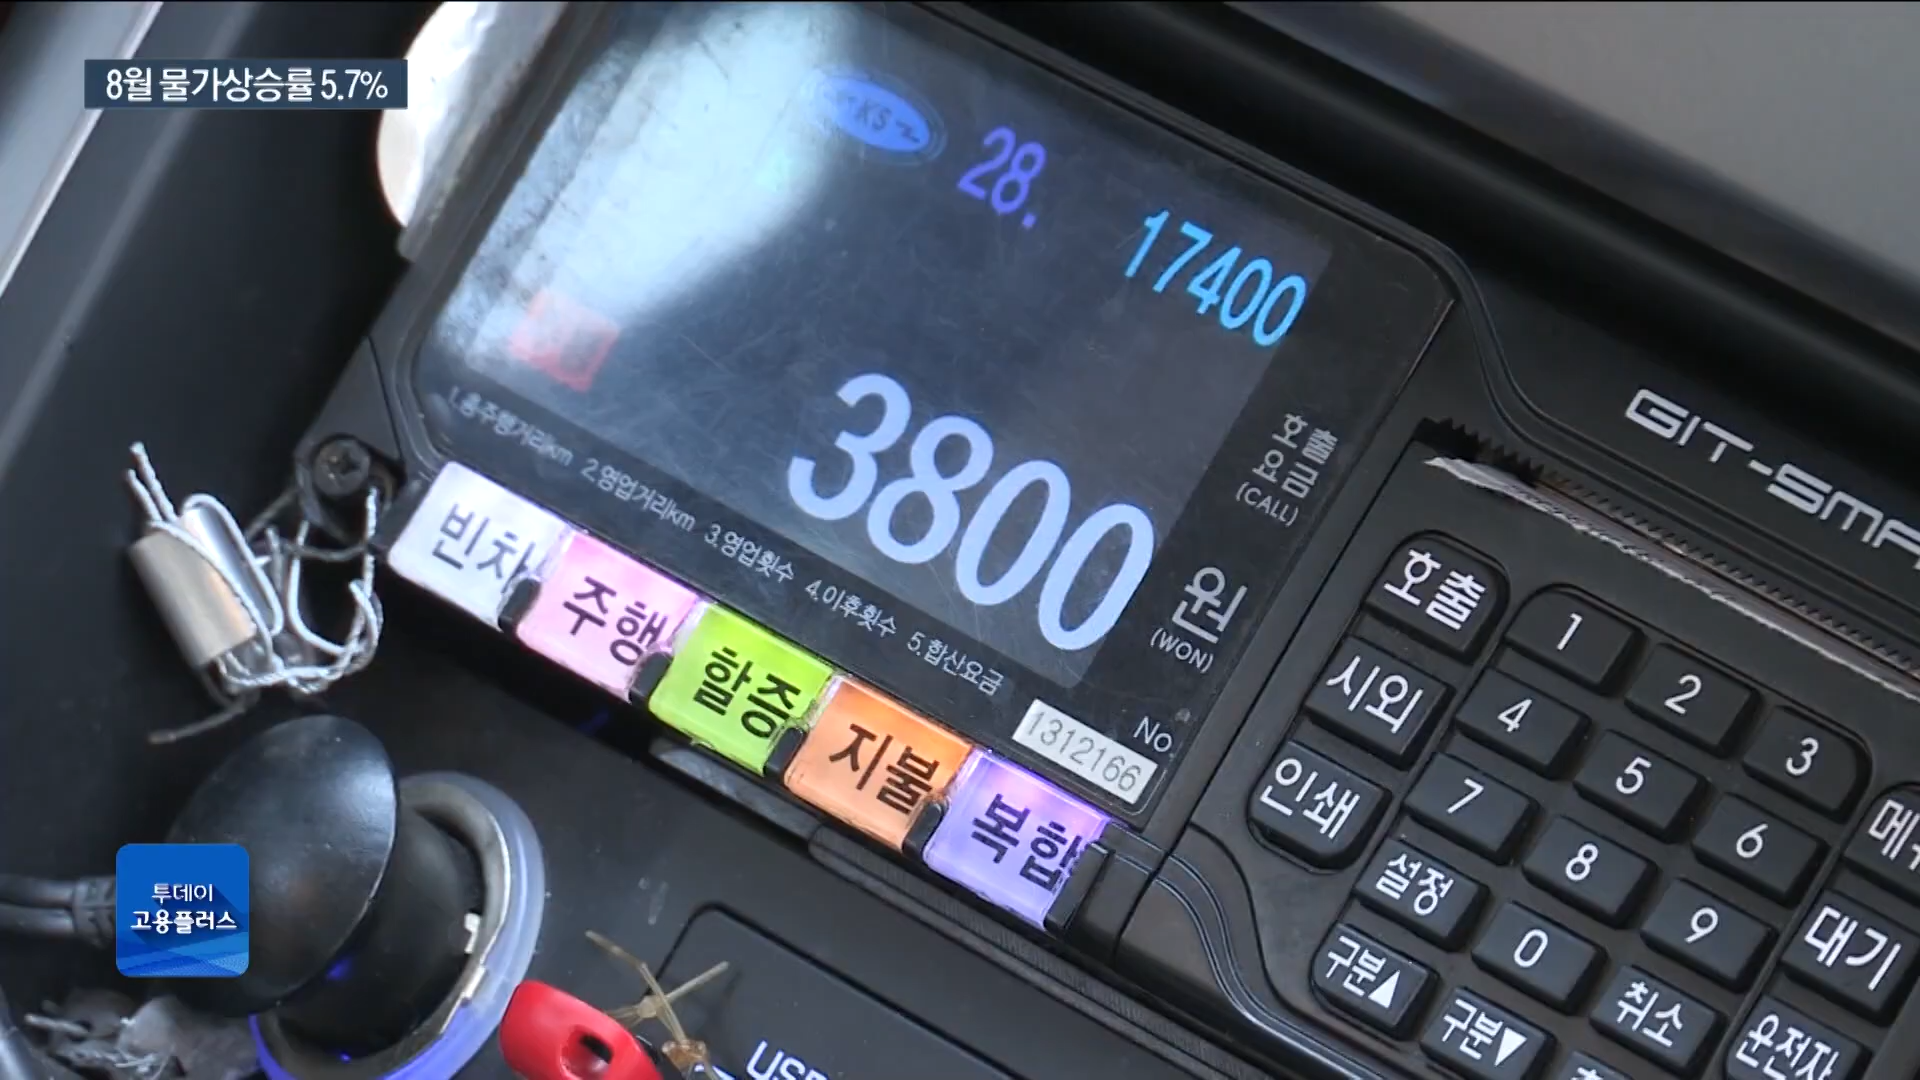 8월 물가상승률 5.7%
KS
28.
17400
3800
호출
요금
(CALL)
원
(WON)
1.총주행거리km 2.영업거리km 3.영업횟수 4.이후횟수 5.합산요금
No
1312166
빈차
주행
할증
지불
복합
GIT-SMA
호출
1
2
3
시외
4
5
6
인쇄
7
8
9
메뉴
설정
0
대기
구분▲
구분▼
취소
운전자
USB
투데이
고용플러스